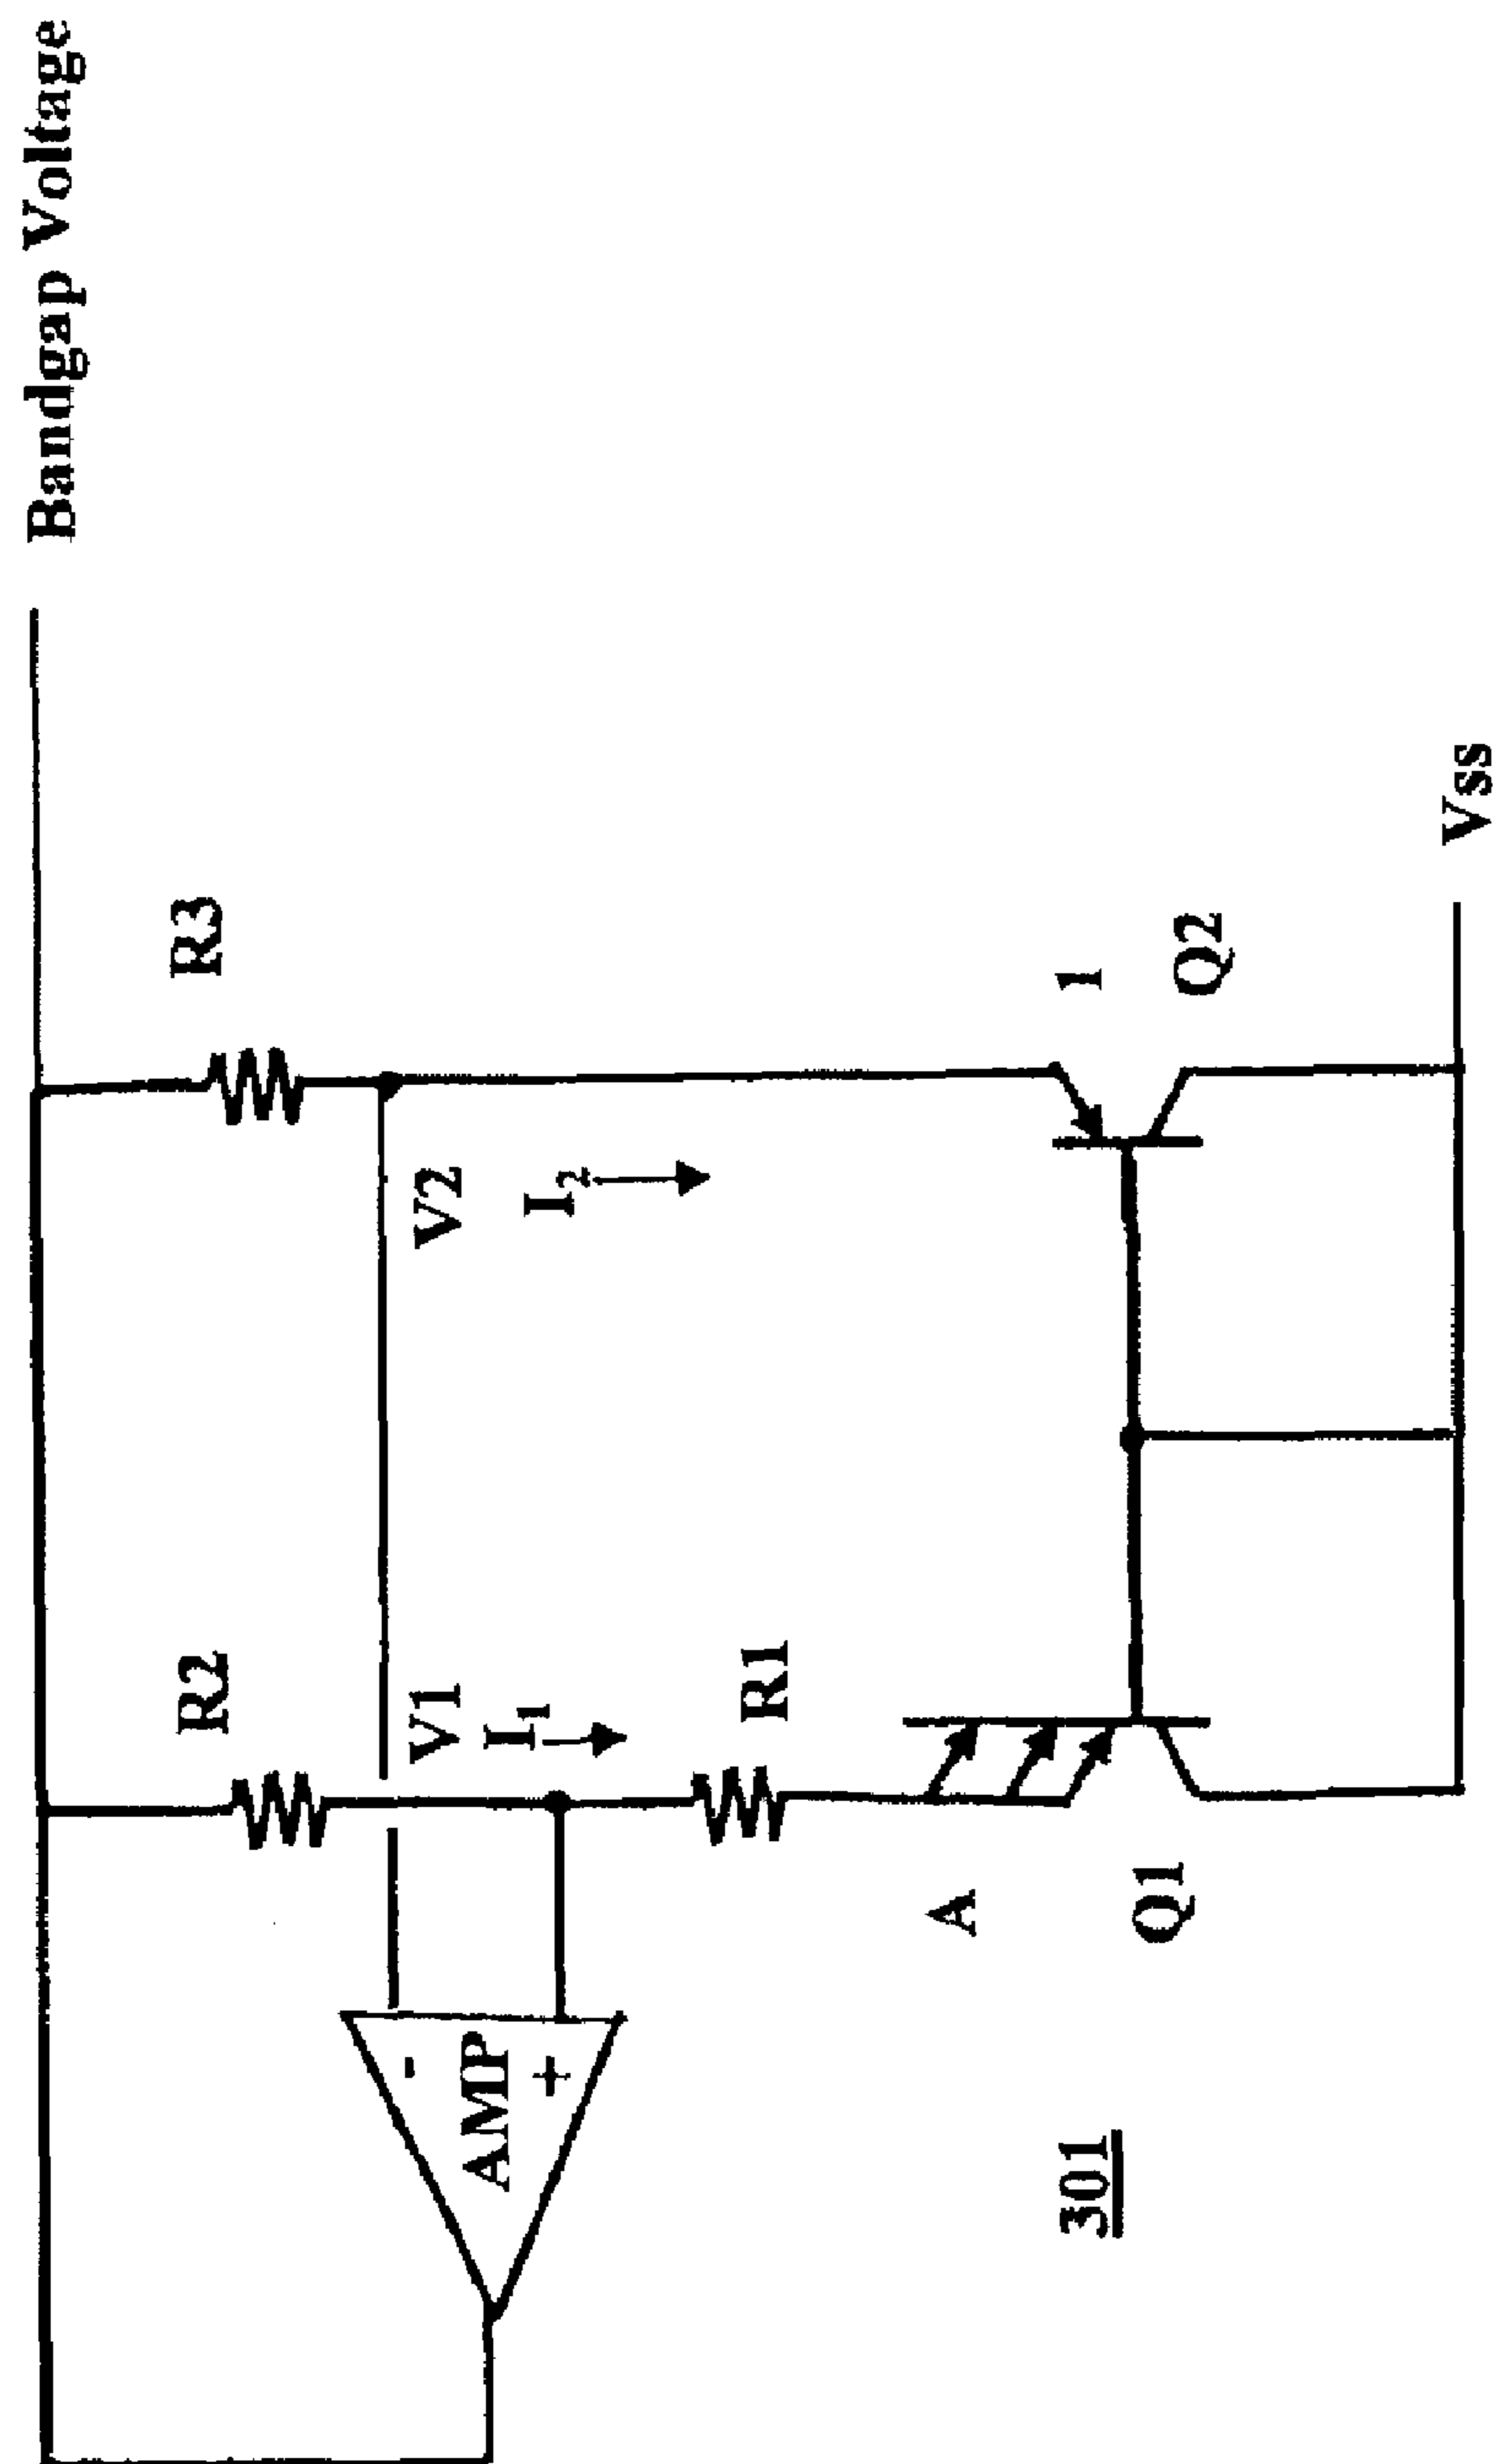 Bandgap Voltage
R2
R3
V1
V2
I1
I2
-
AMP
+
R1
A
1
Q1
Q2
301
Vss